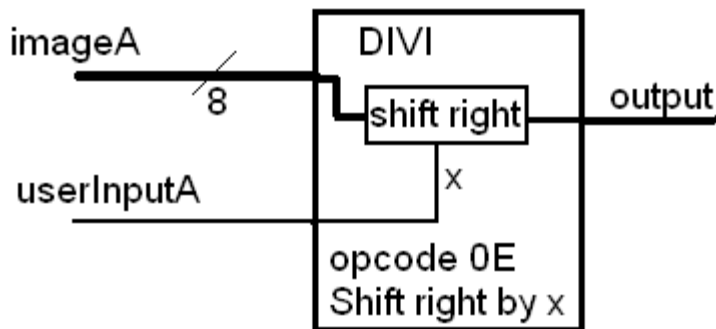 imageA
8
userInputA
DIVI
shift right
x
opcode 0E
Shift right by x
output